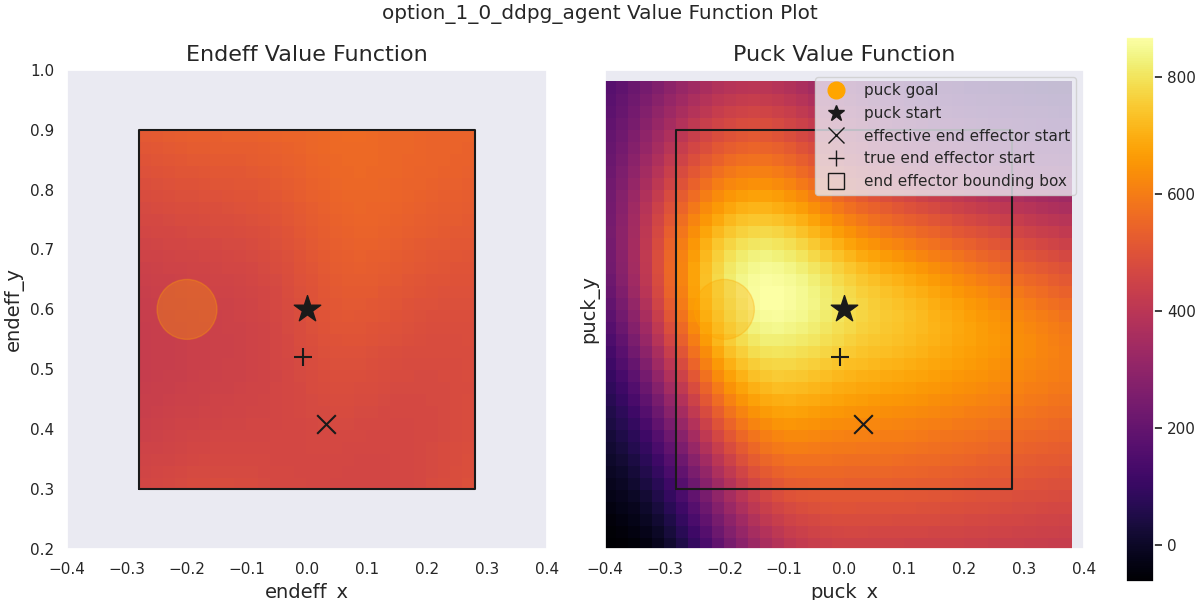 option_1_0_ddpg_agent Value Function Plot
Endeff Value Function
endeff_y
1.0
0.9
0.8
0.7
0.6
0.5
0.4
0.3
0.2
−0.4 −0.3 −0.2 −0.1 0.0 0.1 0.2 0.3 0.4
endeff_x
Puck Value Function
puck goal
puck start
effective end effector start
true end effector start
end effector bounding box
puck_y
−0.4 −0.3 −0.2 −0.1 0.0 0.1 0.2 0.3 0.4
puck_x
800
600
400
200
0